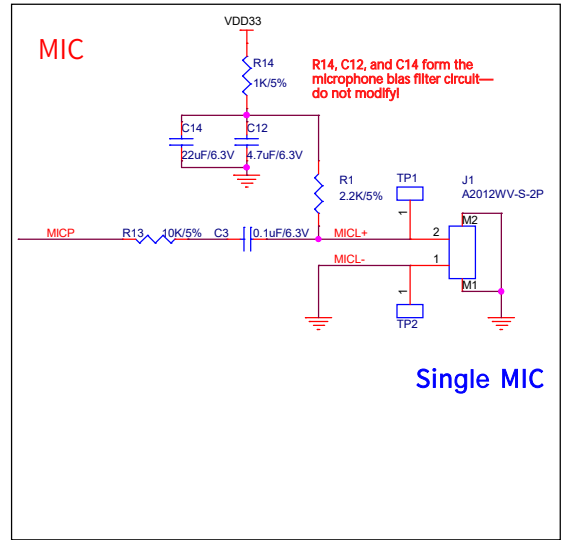 VDD33
MIC
R14
1K/5%
R14, C12, and C14 form the
microphone bias filter circuit—
do not modify!
C14
C12
22uF/6.3V
4.7uF/6.3V
R1
2.2K/5%
TP1
1
J1
A2012WV-S-2P
M2
MICP
R13
10K/5%
C3
0.1uF/6.3V
MICL+
2
MICL-
1
M1
1
TP2
Single MIC